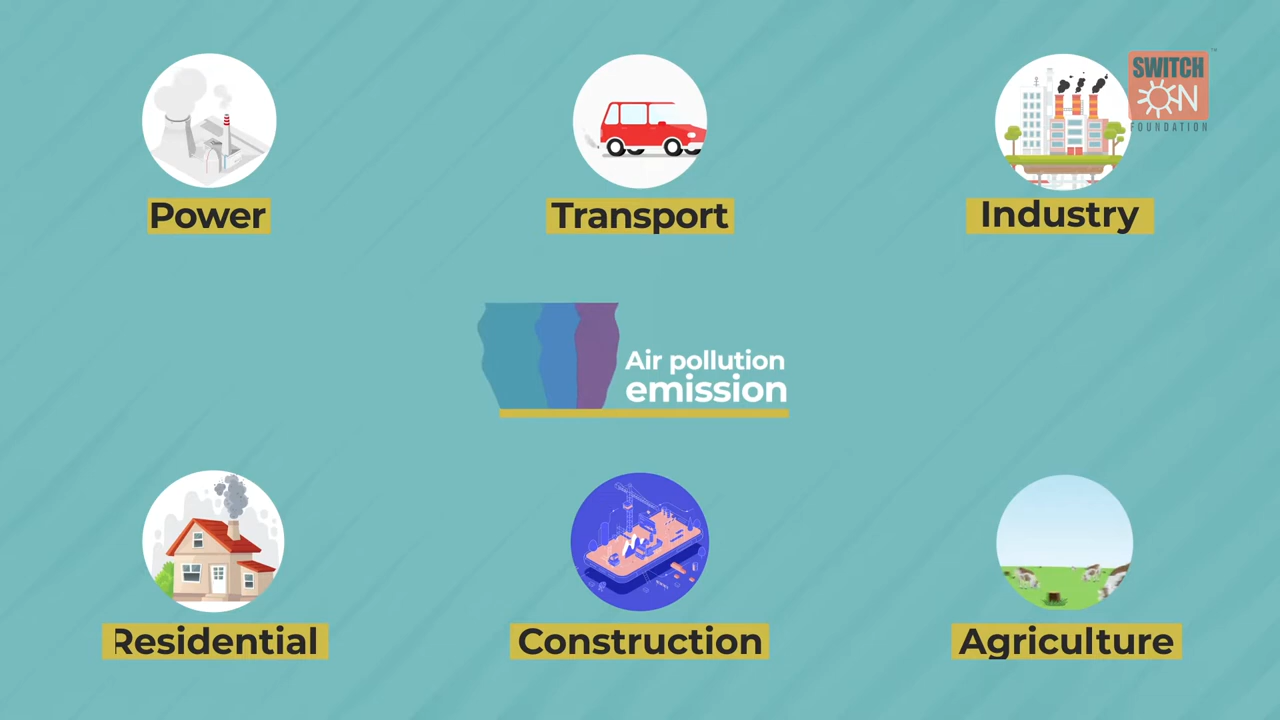 SWITCH
ON
FOUNDATION
Power
Transport
Industry
Air pollution
emission
Residential
Construction
Agriculture